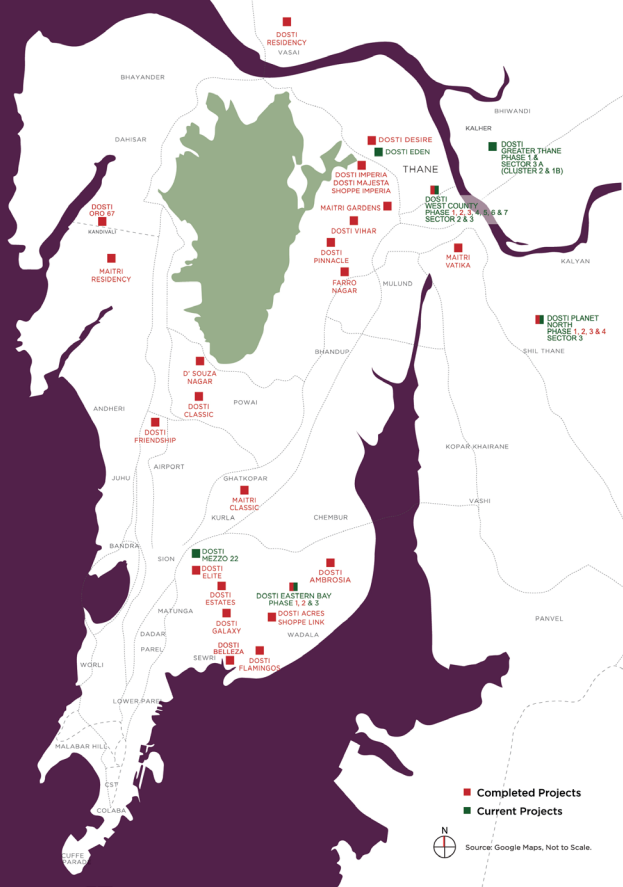 DOSTI
RESIDENCY
VASAI
BHAYANDER
BHIWANDI
KALHER
DAHISAR
DOSTI DESIRE
DOSTI EDEN
DOSTI
GREATER THANE
PHASE 1 &
SECTOR 3 A
(CLUSTER 2 & 1B)
THANE
DOSTI IMPERIA
DOSTI MAJESTA
SHOPPE IMPERIA
DOSTI
WEST COUNTY
PHASE 1, 2, 3, 4, 5, 6 & 7
SECTOR 2 & 3
MAITRI GARDENS
DOSTI
ORO 67
KANDIVALI
DOSTI VIHAR
DOSTI
PINNACLE
MAITRI
VATIKA
KALYAN
MAITRI
RESIDENCY
FARRO
NAGAR
MULUND
DOSTI PLANET
NORTH
PHASE 1, 2, 3 & 4
SECTOR 3
SHIL THANE
BHANDUP
D' SOUZA
NAGAR
POWAI
DOSTI
CLASSIC
ANDHERI
DOSTI
FRIENDSHIP
KOPAR KHAIRANE
AIRPORT
JUHU
GHATKOPAR
MAITRI
CLASSIC
VASHI
KURLA
CHEMBUR
BANDRA
SION
DOSTI
MEZZO 22
DOSTI
ELITE
DOSTI
AMBROSIA
DOSTI
ESTATES
DOSTI EASTERN BAY
PHASE 1, 2 & 3
MATUNGA
DOSTI
GALAXY
DOSTI ACRES
SHOPPE LINK
PANVEL
DADAR
WADALA
PAREL
DOSTI
BELLEZA
SEWRI
DOSTI
FLAMINGOS
WORLI
LOWER PAREL
MALABAR HILL
CST
COLABA
CUFFE
PARAD
Completed Projects
Current Projects
N
Source: Google Maps, Not to Scale.